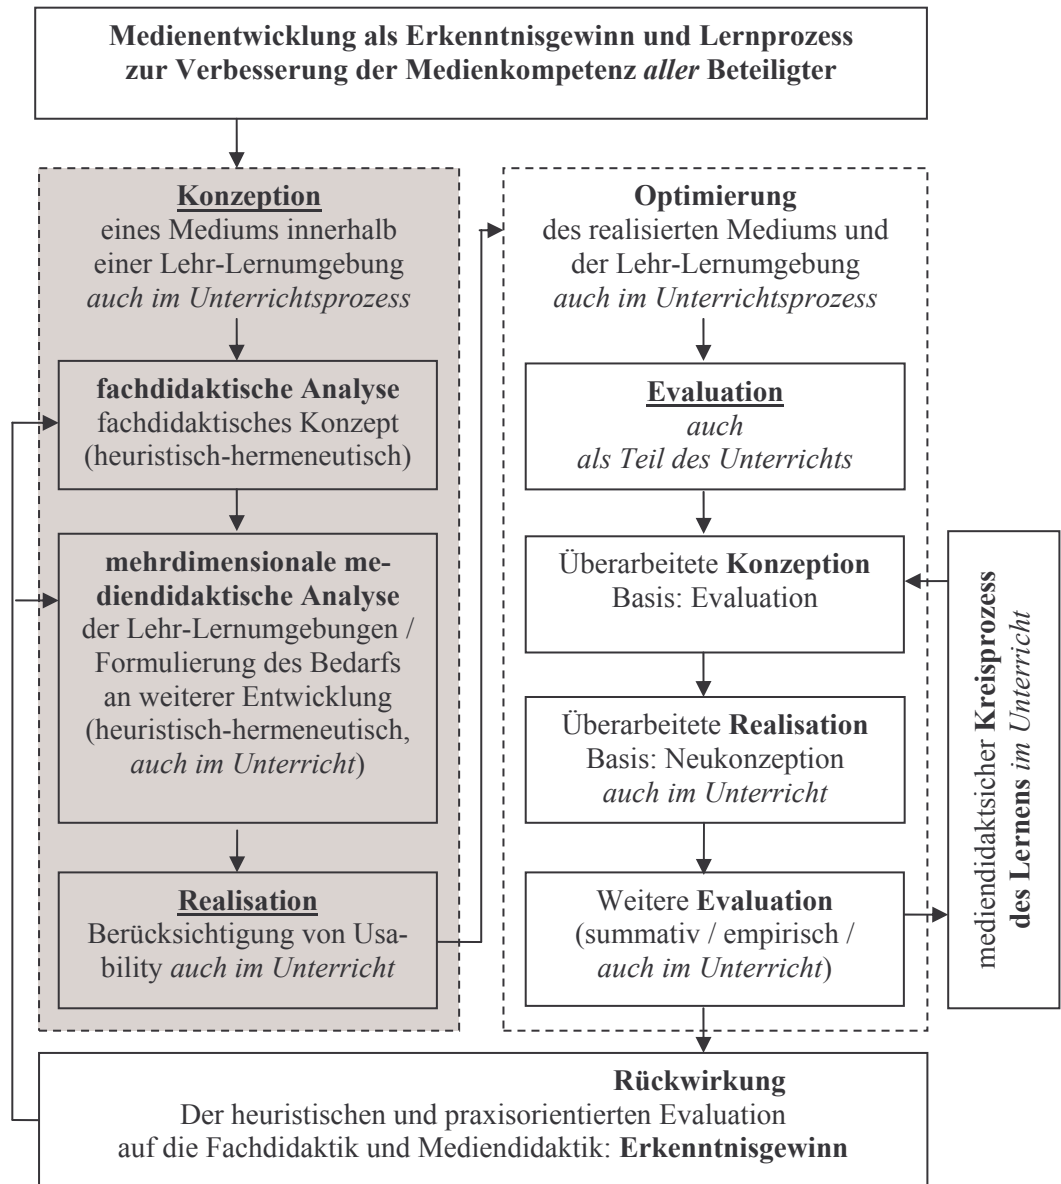 Medienentwicklung als Erkenntnisgewinn und Lernprozess
zur Verbesserung der Medienkompetenz aller Beteiligter
Konzeption
eines Mediums innerhalb
einer Lehr-Lernumgebung
auch im Unterrichtsprozess
fachdidaktische Analyse
fachdidaktisches Konzept
(heuristisch-hermeneutisch)
mehrdimensionale me-
diendidaktische Analyse
der Lehr-Lernumgebungen /
Formulierung des Bedarfs
an weiterer Entwicklung
(heuristisch-hermeneutisch,
auch im Unterricht)
Realisation
Berücksichtigung von Usa-
bility auch im Unterricht
Optimierung
des realisierten Mediums und
der Lehr-Lernumgebung
auch im Unterrichtsprozess
Evaluation
auch
als Teil des Unterrichts
Überarbeitete Konzeption
Basis: Evaluation
Überarbeitete Realisation
Basis: Neukonzeption
auch im Unterricht
Weitere Evaluation
(summativ / empirisch /
auch im Unterricht)
mediendidaktsicher Kreisprozess
des Lernens im Unterricht
Rückwirkung
Der heuristischen und praxisorientierten Evaluation
auf die Fachdidaktik und Mediendidaktik: Erkenntnisgewinn